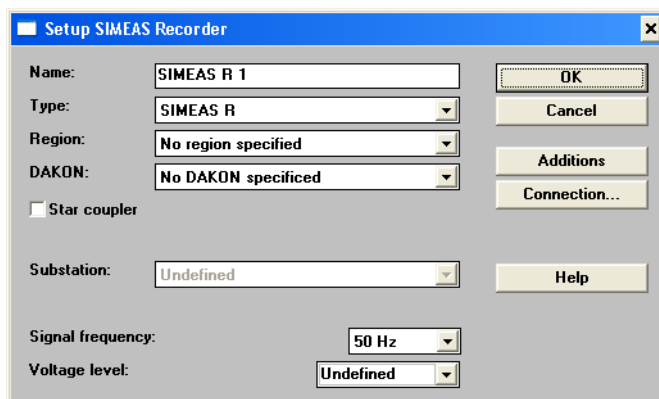 Setup SIMEAS Recorder
Name: SIMEAS R 1 OK
Type: SIMEAS R Cancel
Region: No region specified
DAKON: No DAKON specificed
Additions
Connection...
Star coupler
Substation: Undefined Help
Signal frequency: 50 Hz
Voltage level: Undefined